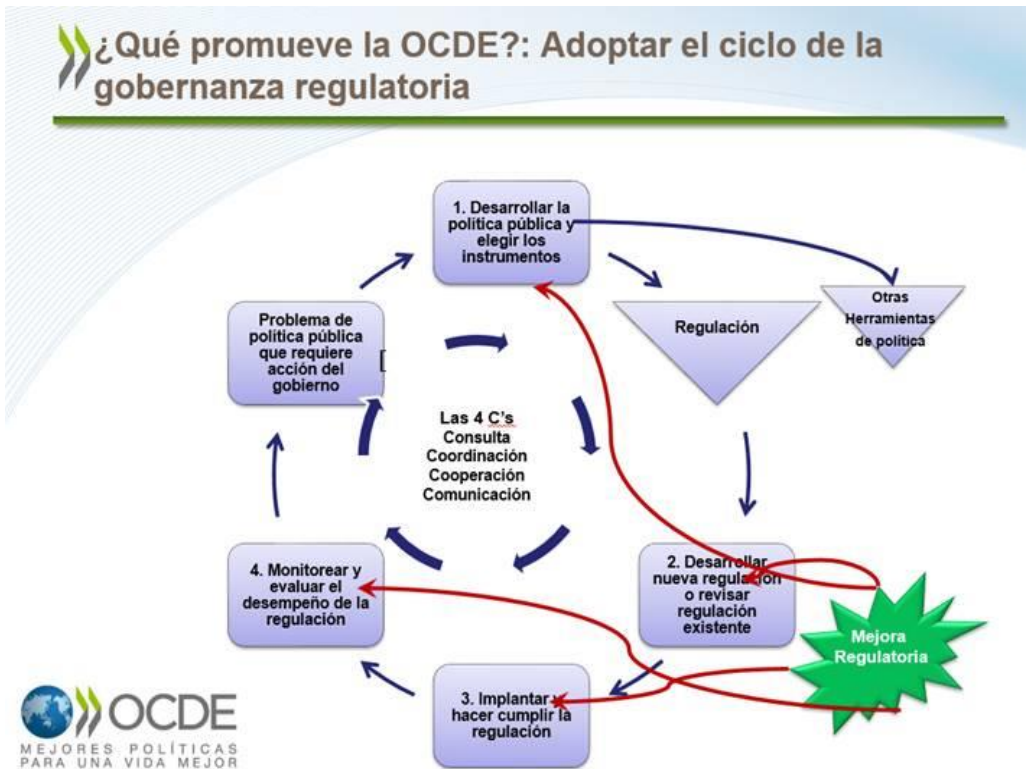 ¿Qué promueve la OCDE?: Adoptar el ciclo de la
gobernanza regulatoria
1. Desarrollar la
política pública y
elegir los
instrumentos
Regulación
Otras
Herramientas
de política
Problema de
política pública
que requiere
acción del
gobierno
[
Las 4 C's
Consulta
Coordinación
Cooperación
Comunicación
2. Desarrollar
nueva regulación
o revisar
regulación
existente
4. Monitorear y
evaluar el
desempeño de la
regulación
Mejora
Regulatoria
3. Implantar y
hacer cumplir la
regulación
OCDE
MEJORES POLÍTICAS
PARA UNA VIDA MEJOR